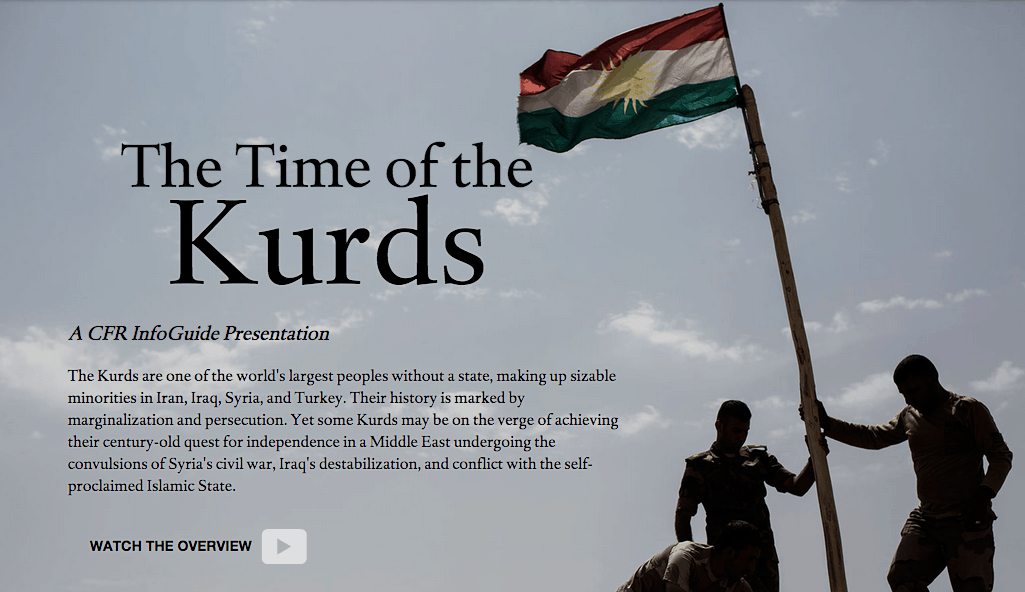 The Time of the
Kurds
A CFR InfoGuide Presentation
The Kurds are one of the world's largest peoples without a state, making up sizable
minorities in Iran, Iraq, Syria, and Turkey. Their history is marked by
marginalization and persecution. Yet some Kurds may be on the verge of achieving
their century-old quest for independence in a Middle East undergoing the
convulsions of Syria's civil war, Iraq's destabilization, and conflict with the self-
proclaimed Islamic State.
WATCH THE OVERVIEW